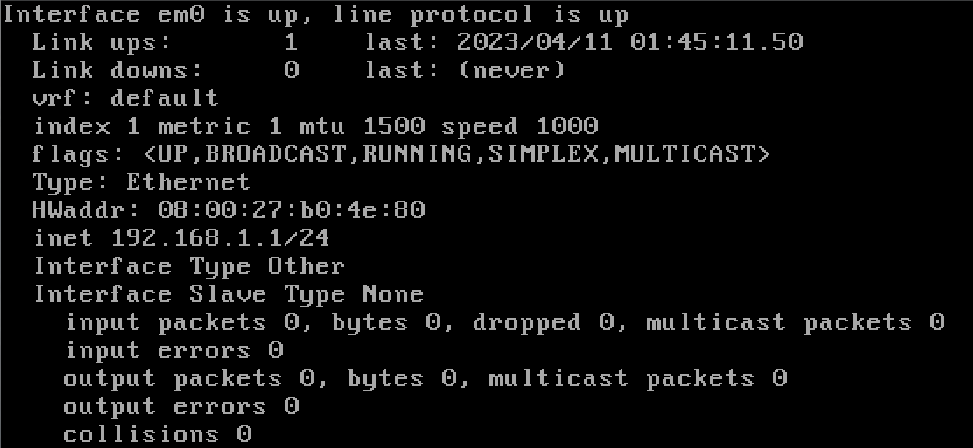 Interface em0 is up, line protocol is up
Link ups: 1 last: 2023/04/11 01:45:11.50
Link downs: 0 last: (never)
vrf: default
index 1 metric 1 mtu 1500 speed 1000
flags: <UP,BROADCAST,RUNNING,SIMPLEX,MULTICAST>
Type: Ethernet
HWaddr: 08:00:27:b0:4e:80
inet 192.168.1.1/24
Interface Type Other
Interface Slave Type None
input packets 0, bytes 0, dropped 0, multicast packets 0
input errors 0
output packets 0, bytes 0, multicast packets 0
output errors 0
collisions 0